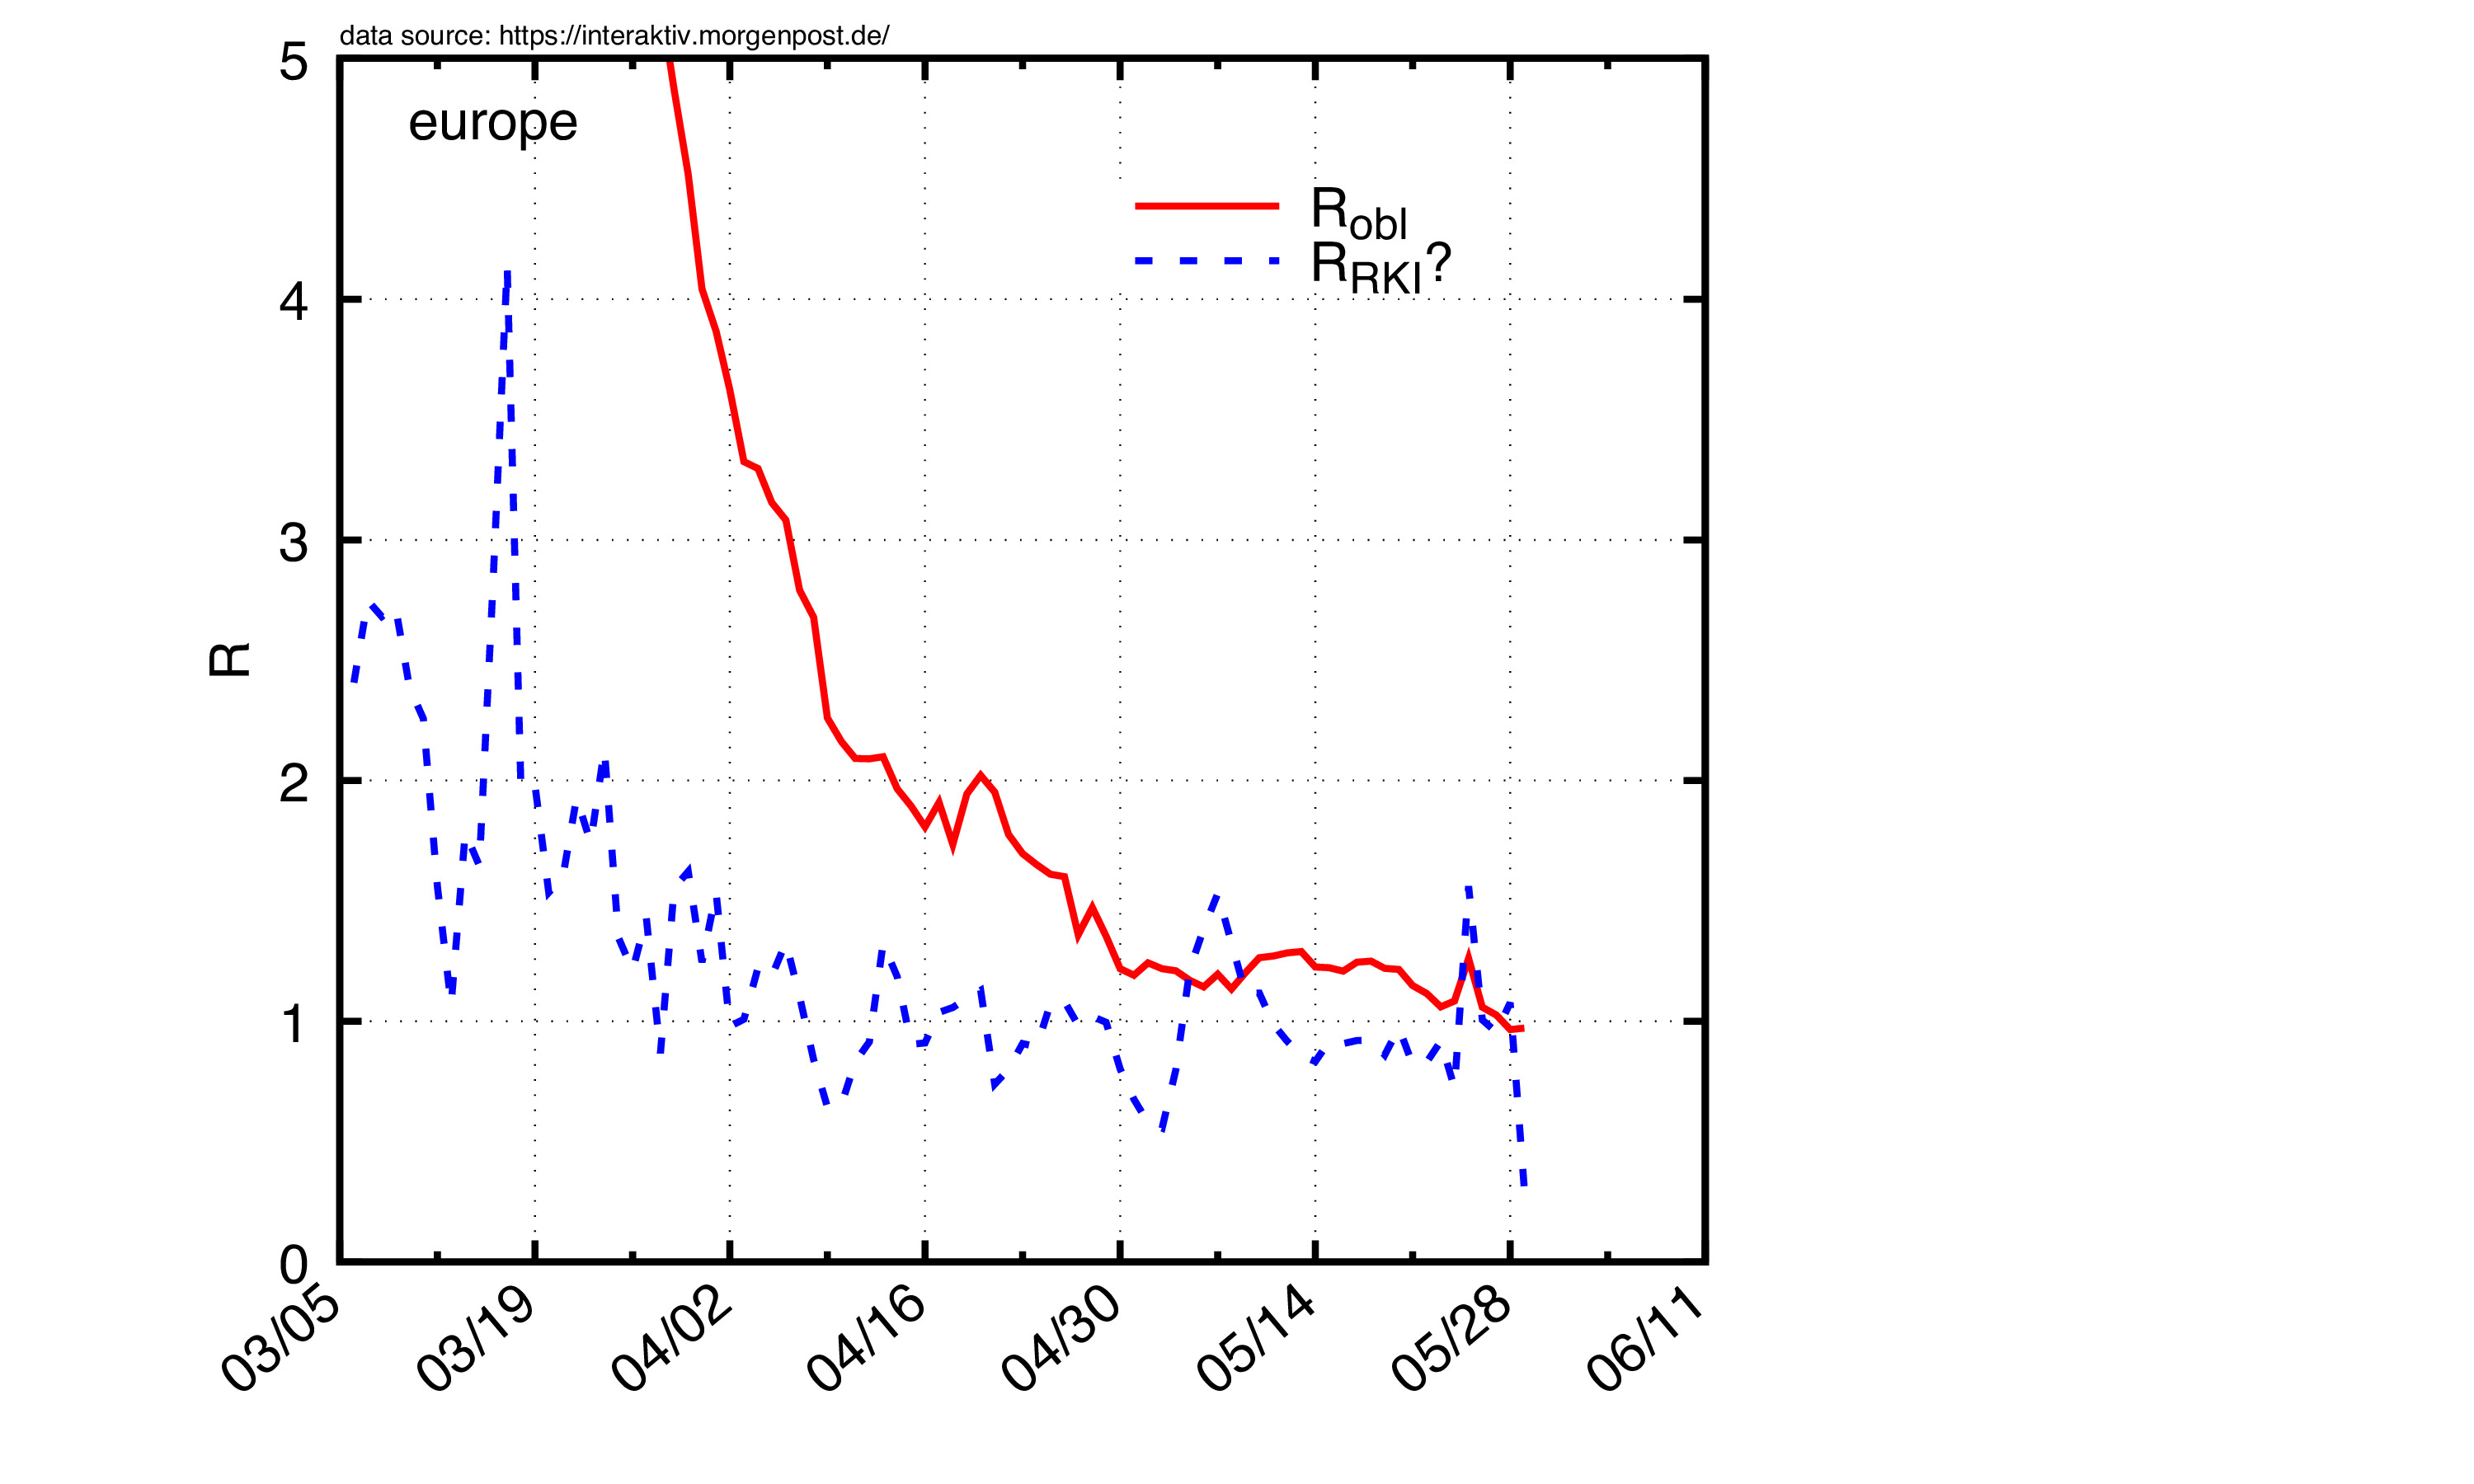 data source: https://interaktiv.morgenpost.de/
5
europe
R_obl
R_RKI?
4
3
R
2
1
0
03/05
03/19
04/02
04/16
04/30
05/14
05/28
06/11